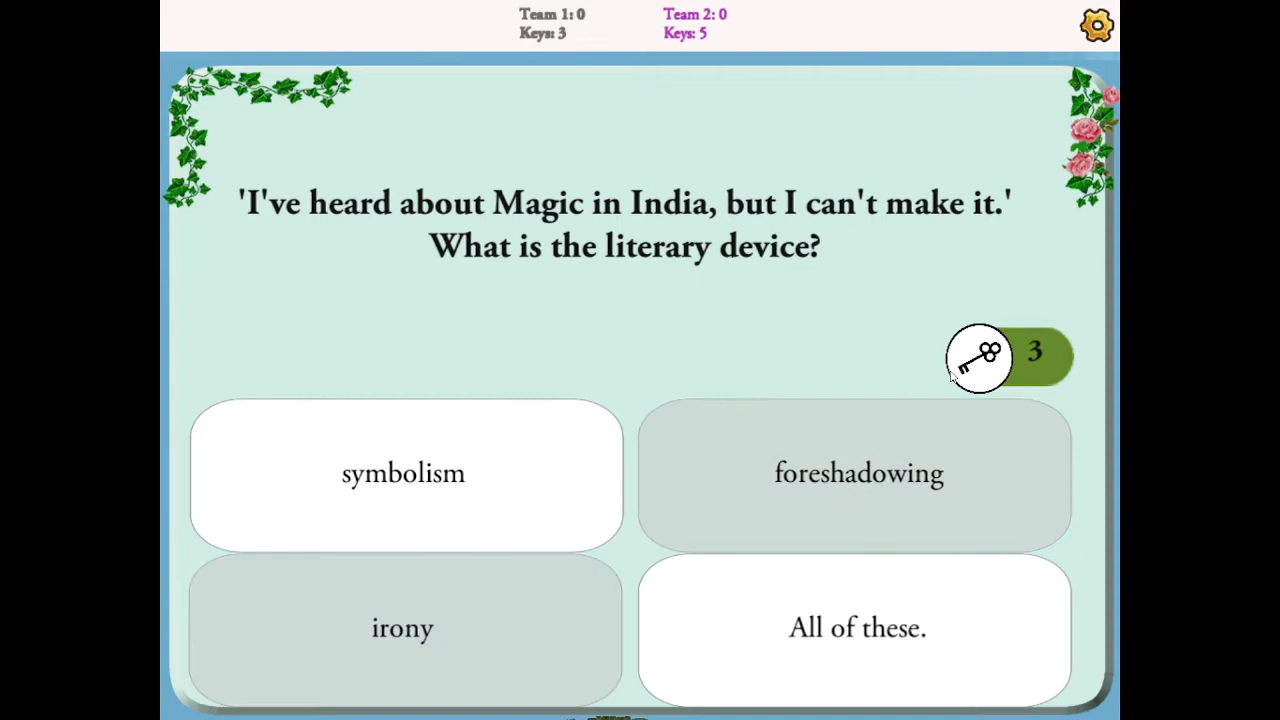 Team 1: 0
Keys: 3
Team 2: 0
Keys: 5
'I've heard about Magic in India, but I can't make it.'
What is the literary device?
3
symbolism
foreshadowing
irony
All of these.